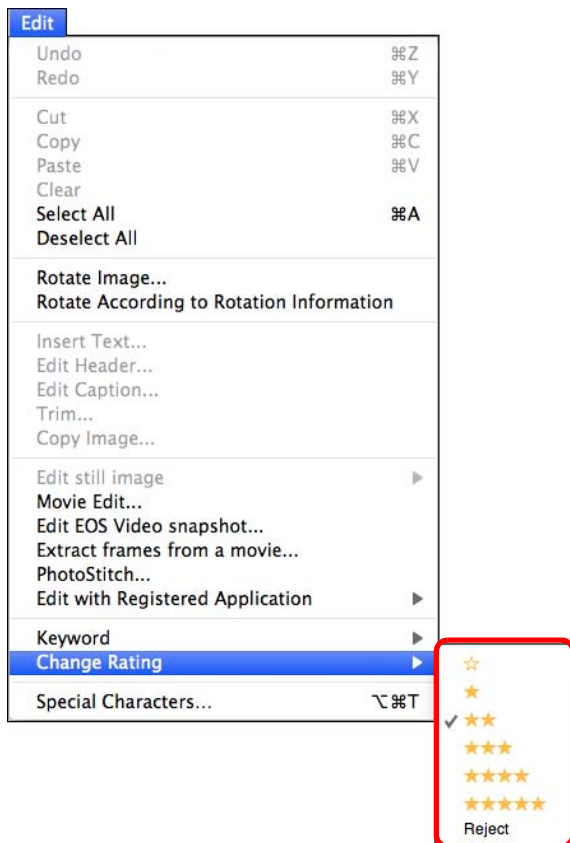 Edit
Undo ⌘Z
Redo ⌘Y
Cut ⌘X
Copy ⌘C
Paste ⌘V
Clear
Select All ⌘A
Deselect All
Rotate Image...
Rotate According to Rotation Information
Insert Text...
Edit Header...
Edit Caption...
Trim...
Copy Image...
Edit still image
Movie Edit...
Edit EOS Video snapshot...
Extract frames from a movie...
PhotoStitch...
Edit with Registered Application
Keyword
Change Rating
Special Characters... ⌥⌘T
☆
★
✓ ★★
★★★
★★★★
★★★★★
Reject